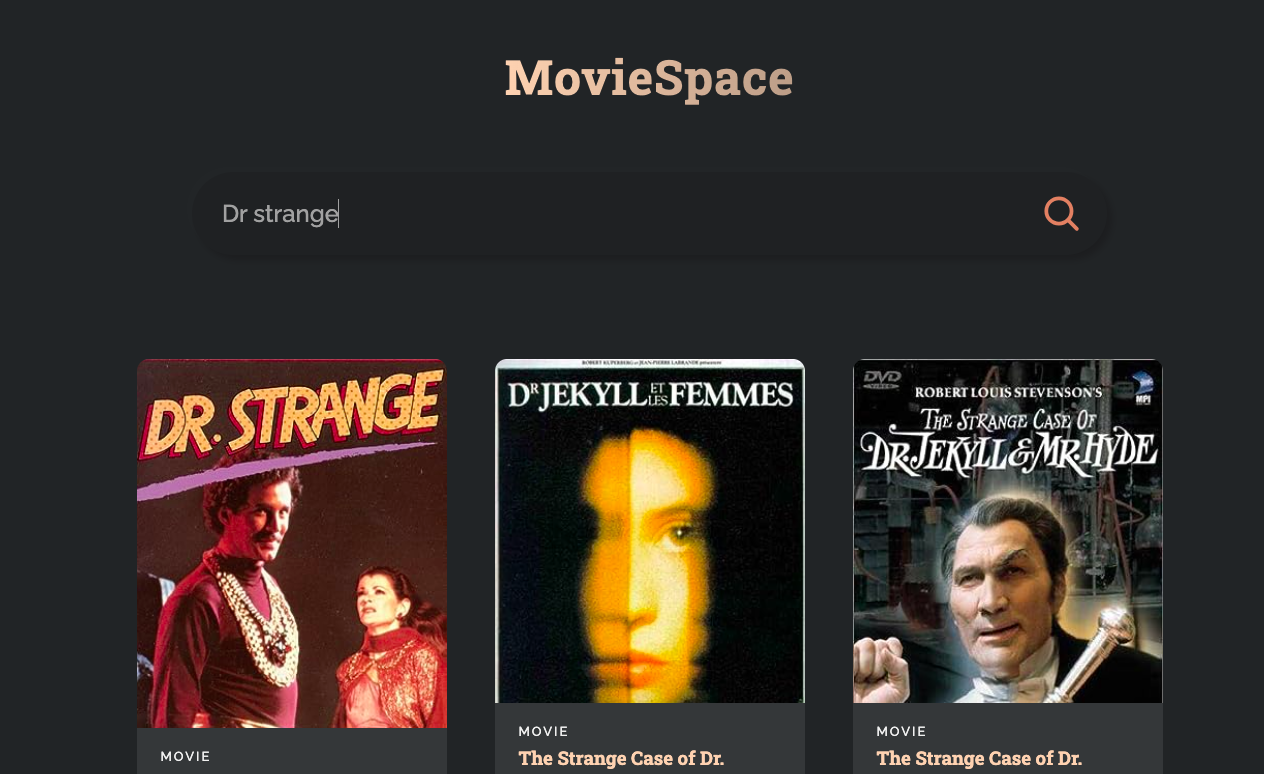 MovieSpace
Dr strange
DR. STRANGE
ROBERT KUPERBERG et JEAN-PIERRE LABRANDE présentent
DR JEKYLL ET LES FEMMES
DVD
VIDEO
MPI
ROBERT LOUIS STEVENSON'S
THE STRANGE CASE OF
DR. JEKYLL & MR. HYDE
MOVIE
The Strange Case of Dr.
MOVIE
The Strange Case of Dr.
MOVIE